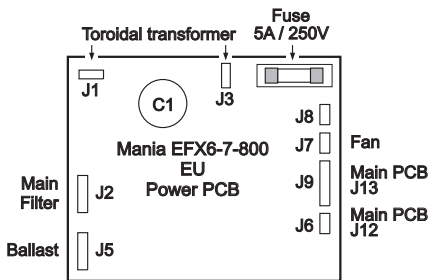 Fuse
Toroidal transformer 5A / 250V
J1
C1
J3
J8
Mania EFX6-7-800
EU
Power PCB
J7 Fan
J9 Main PCB
J13
Main
Filter
J2
J6 Main PCB
J12
Ballast J5